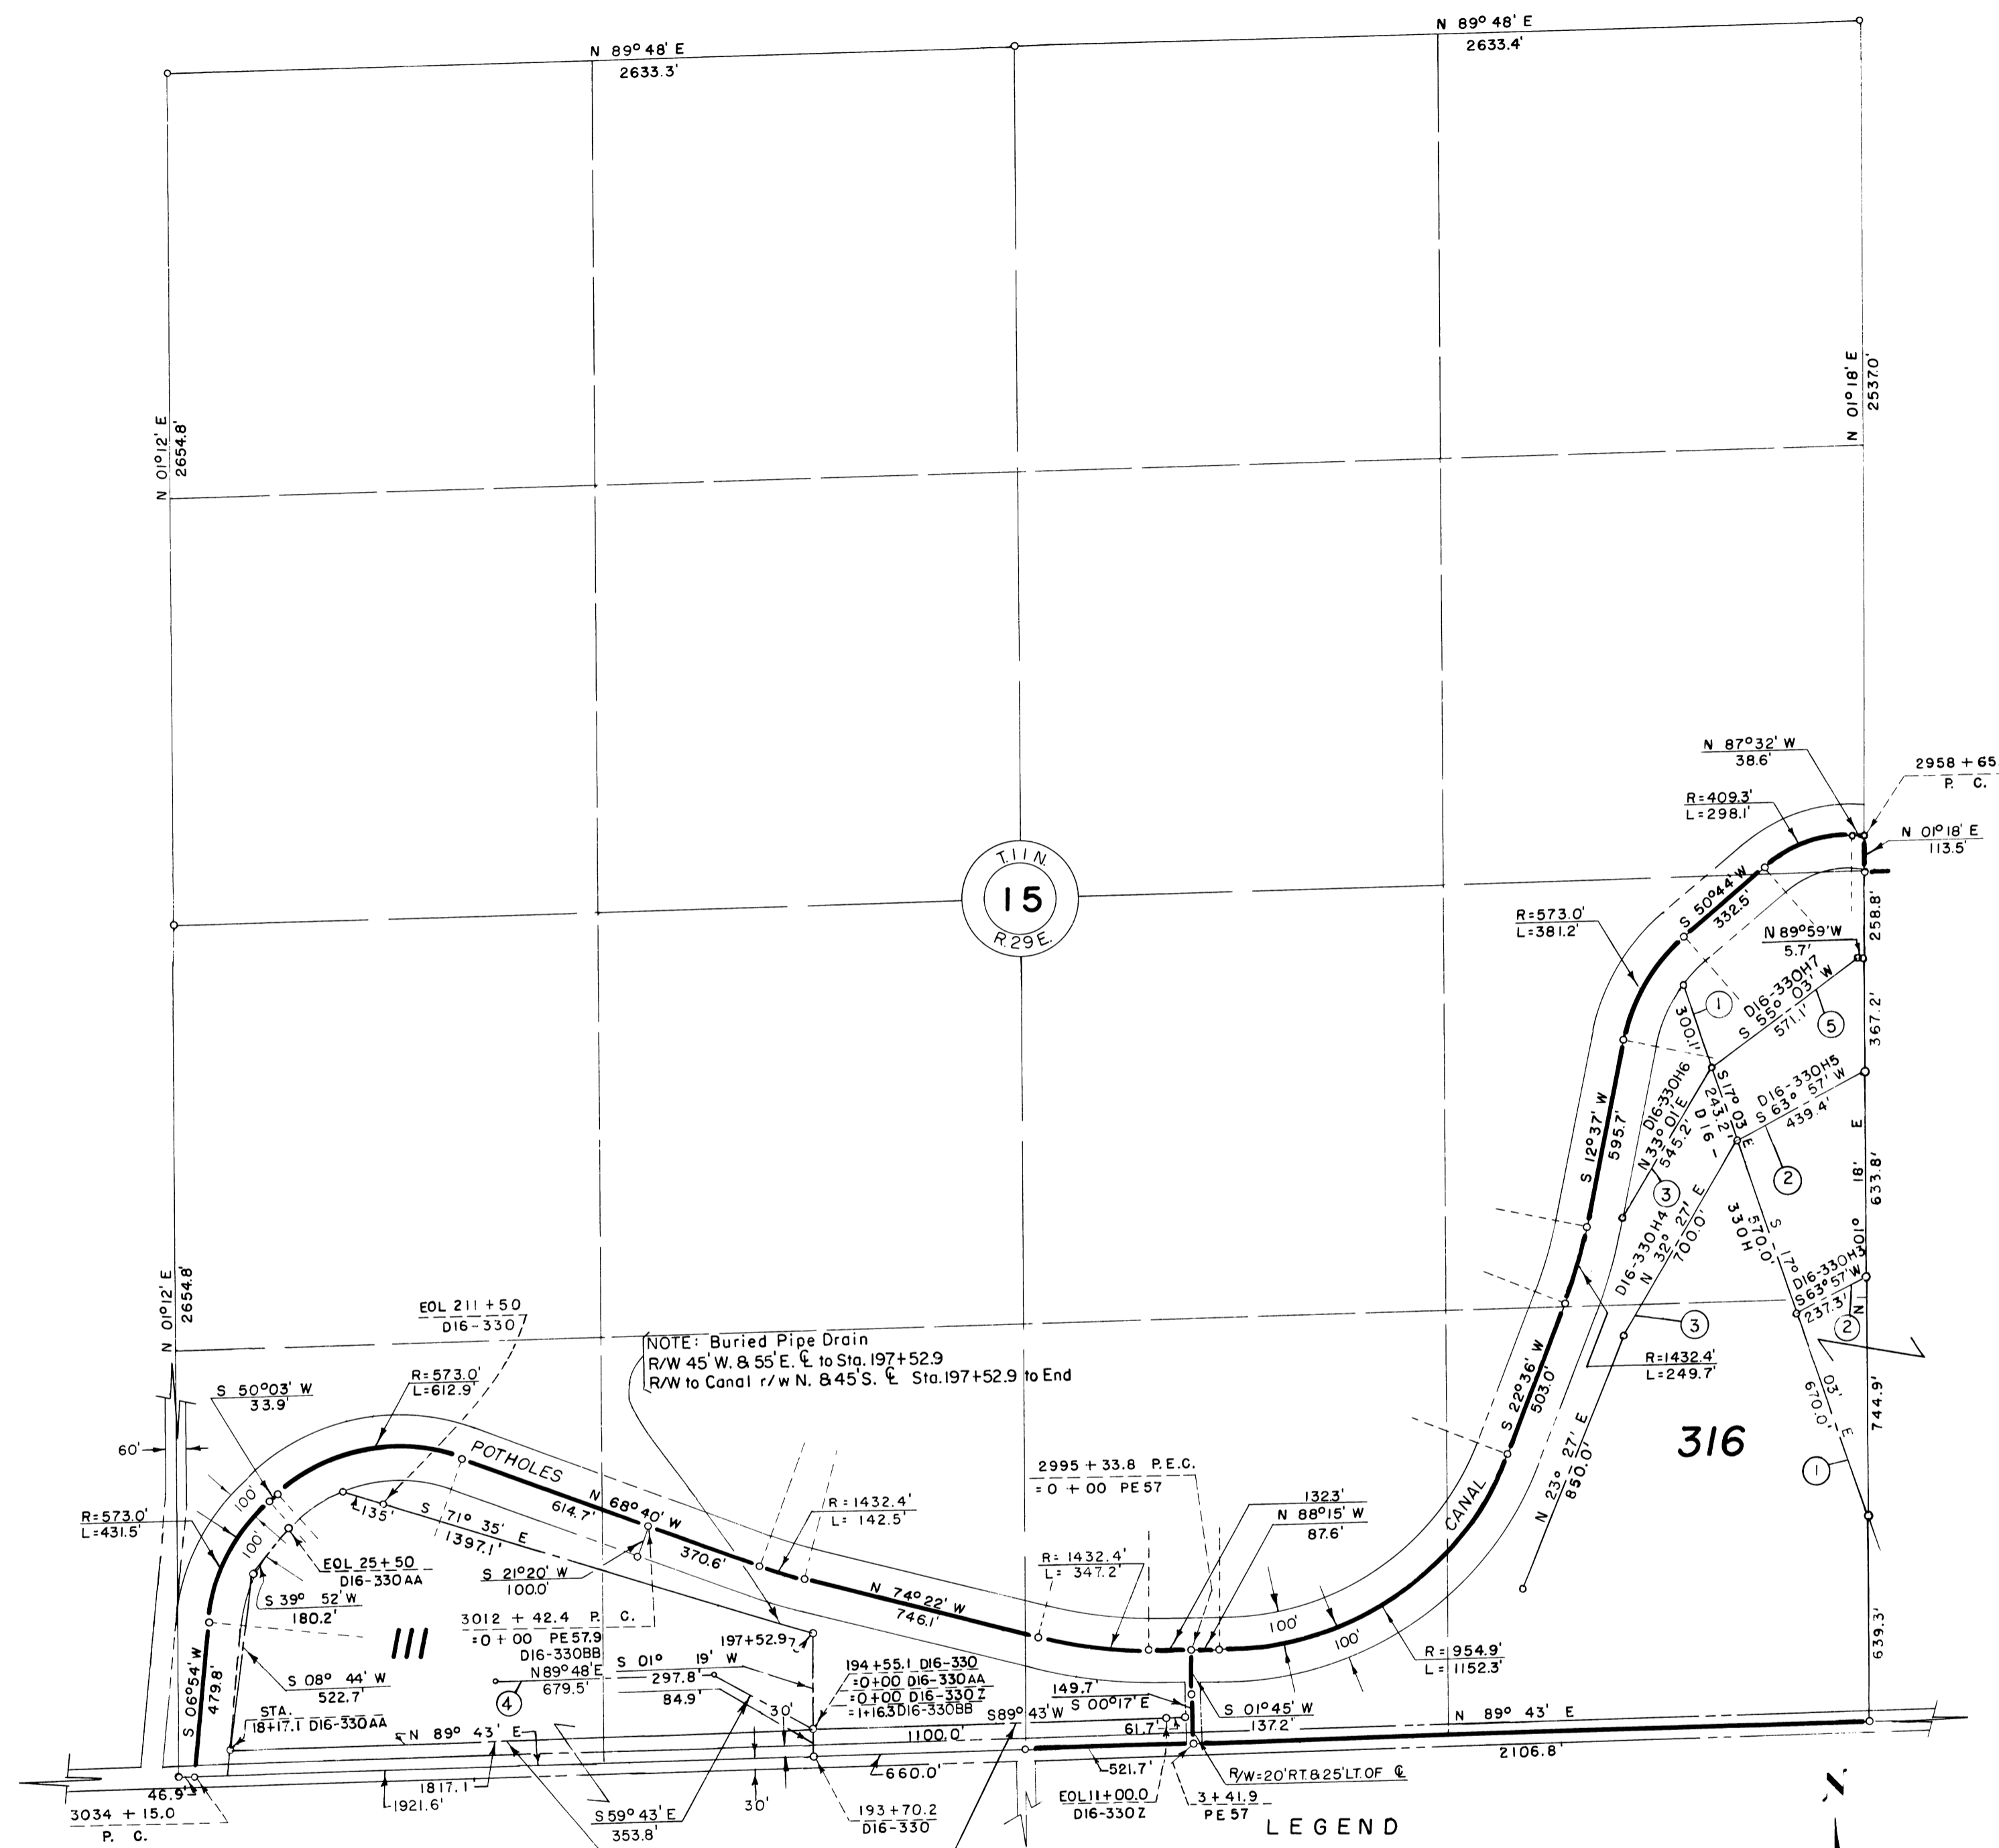 N 89° 48' E
2633.3'
N 89° 48' E
2633.4'
N 01° 18' E
2537.0'
N 01° 12' E
2654.8'
N 87° 32' W
38.6'
2958 + 65
P. C.
R=409.3'
L=298.1'
N 01° 18' E
113.5'
T. 11 N.
15
R. 29 E.
S 50° 44' W
332.5'
R=573.0'
L=381.2'
258.8'
N 89° 59' W
5.7'
D16-330H7
S 55° 03' W
571.1'
1
300.1'
5
367.2'
D16-330H6
N 33° 01' E
545.2'
S 17° 03' E
243.2'
D 16 -
D16-330H5
S 63° 57' W
439.4'
S 12° 37' W
595.7'
3
2
N 01° 18' E
633.8'
D16-330H4
N 32° 27' E
700.0'
S 17° 03' E
570.0'
330H
D16-330H3
S 63° 57' W
237.3'
N 01° 12' E
2654.8'
EOL 211 + 50
D16-330
NOTE: Buried Pipe Drain
R/W 45' W. & 55' E. ℄ to Sta. 197+52.9
R/W to Canal r/w N. & 45' S. ℄ Sta. 197+52.9 to End
3
2
R=1432.4'
L=249.7'
S 22° 36' W
503.0'
670.0'
744.9'
S 50° 03' W
33.9'
R=573.0'
L=612.9'
60'
POTHOLES
316
N 23° 27' E
850.0'
1
2995 + 33.8 P.E.C.
= 0 + 00 PE 57
100'
N 68° 40' W
614.7'
R = 1432.4'
L = 142.5'
132.3'
N 88° 15' W
87.6'
CANAL
R=573.0'
L=431.5'
135'
S 71° 35' E
1397.1'
370.6'
100'
EOL 25+50
D16-330AA
S 21° 20' W
100.0'
R = 1432.4'
L = 347.2'
S 39° 52' W
180.2'
N 74° 22' W
746.1'
100'
100'
639.3'
3012 + 42.4 P. C.
= 0 + 00 PE 57.9
D16-330BB
111
197+52.9
R = 954.9'
L = 1152.3'
S 06° 54' W
479.8'
S 08° 44' W
522.7'
N 89° 48' E
679.5'
4
S 01° 19' W
297.8'
84.9'
194+55.1 D16-330
=0+00 D16-330AA
=0+00 D16-330Z
=1+16.3 D16-330BB
149.7'
S 00° 17' E
S 01° 45' W
137.2'
STA.
18+17.1 D16-330AA
30'
S 89° 43' W
1100.0'
61.7'
N 89° 43' E
N 89° 43' E
2106.8'
46.9'
3034 + 15.0
P. C.
1921.6'
1817.1'
660.0'
521.7'
R/W=20' RT. & 25' LT. OF ℄
S 59° 43' E
353.8'
30'
193+70.2
D16-330
EOL 11+00.0
D16-330Z
3+41.9
PE 57
LEGEND
N